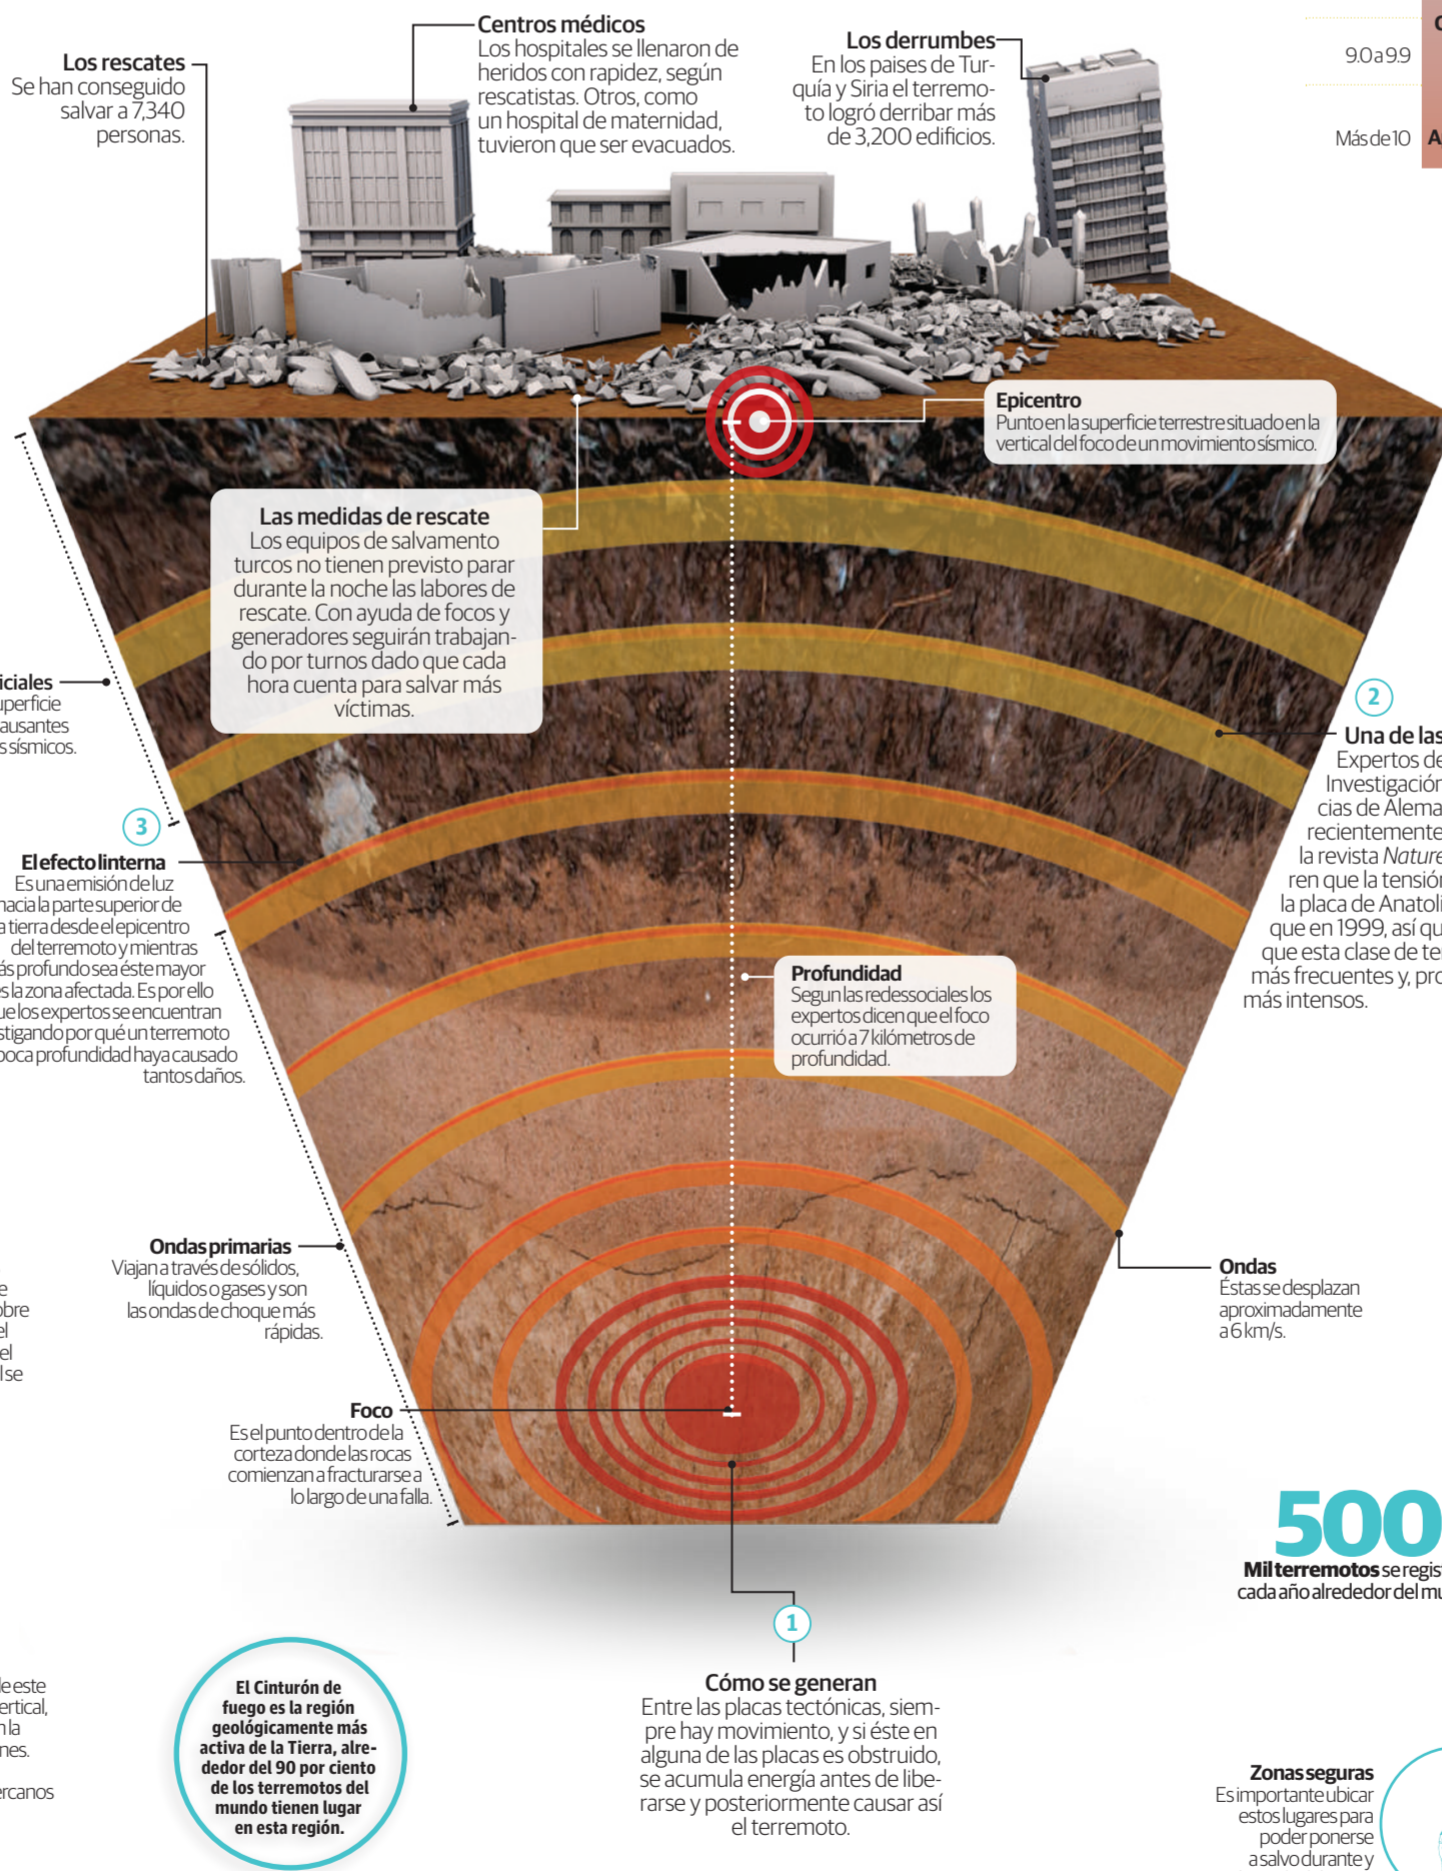 Los rescates
Se han conseguido
salvar a 7,340
personas.
Centros médicos
Los hospitales se llenaron de
heridos con rapidez, según
rescatistas. Otros, como
un hospital de maternidad,
tuvieron que ser evacuados.
Los derrumbes
En los paises de Tur-
quía y Siria el terremo-
to logró derribar más
de 3,200 edificios.
9.0 a 9.9
Más de 10
Epicentro
Punto en la superficie terrestre situado en la
vertical del foco de un movimiento sísmico.
Las medidas de rescate
Los equipos de salvamento
turcos no tienen previsto parar
durante la noche las labores de
rescate. Con ayuda de focos y
generadores seguirán trabajan-
do por turnos dado que cada
hora cuenta para salvar más
víctimas.
iciales
uperficie
ausantes
s sísmicos.
2
Una de las
Expertos de
Investigación
cias de Alema
recientemente
la revista Nature
ren que la tensión
la placa de Anatoli
que en 1999, así qu
que esta clase de ter
más frecuentes y, pro
más intensos.
3
El efecto linterna
Es una emisión de luz
hacia la parte superior de
a tierra desde el epicentro
del terremoto y mientras
ás profundo sea éste mayor
es la zona afectada. Es por ello
ue los expertos se encuentran
stigando por qué un terremoto
poca profundidad haya causado
tantos daños.
Profundidad
Segun las redes sociales los
expertos dicen que el foco
ocurrió a 7 kilómetros de
profundidad.
Ondas primarias
Viajan a través de sólidos,
líquidos o gases y son
las ondas de choque más
rápidas.
Ondas
Éstas se desplazan
aproximadamente
a 6 km/s.
e
obre
el
el
l se
Foco
Es el punto dentro de la
corteza donde las rocas
comienzan a fracturarse a
lo largo de una falla.
500
Mil terremotos se regist
cada año alrededor del mu
1
Cómo se generan
Entre las placas tectónicas, siem-
pre hay movimiento, y si éste en
alguna de las placas es obstruido,
se acumula energía antes de libe-
rarse y posteriormente causar así
el terremoto.
de este
ertical,
n la
nes.
ercanos
El Cinturón de
fuego es la región
geológicamente más
activa de la Tierra, alre-
dedor del 90 por ciento
de los terremotos del
mundo tienen lugar
en esta región.
Zonas seguras
Es importante ubicar
estos lugares para
poder ponerse
a salvo durante y